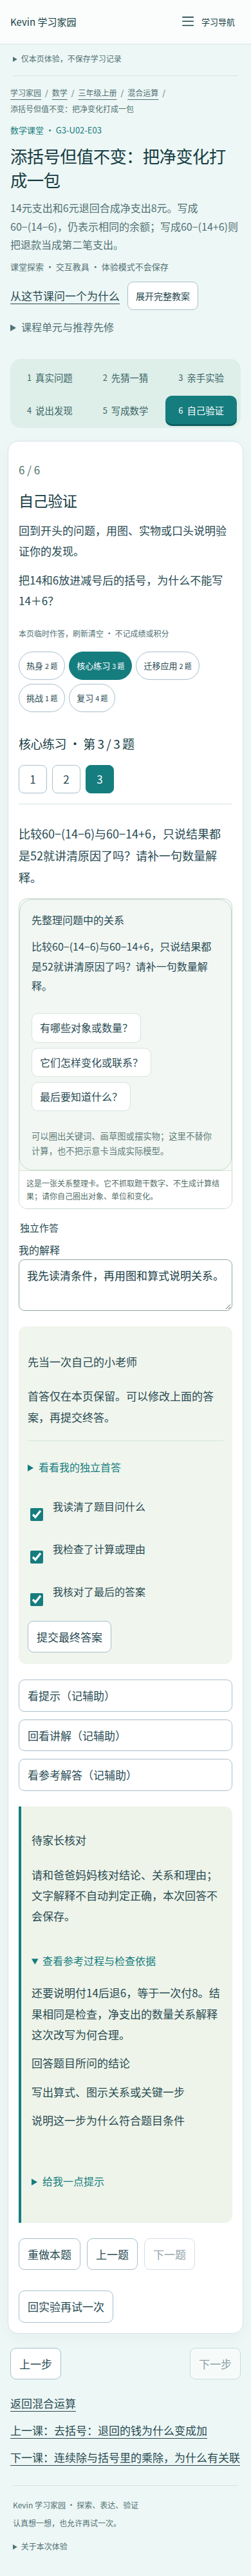 Kevin 学习家园
学习导航
▶ 仅本页体验，不保存学习记录
学习家园 / 数学 / 三年级上册 / 混合运算 /
添括号但值不变：把净变化打成一包
数学课堂 · G3-U02-E03
添括号但值不变：把净变化打
成一包
14元支出和6元退回合成净支出8元。写成
60−(14−6)，仍表示相同的余额；写成60−(14+6)则
把退款当成第二笔支出。
课堂探索 · 交互教具 · 体验模式不会保存
从这节课问一个为什么
展开完整教案
▶ 课程单元与推荐先修
1 真实问题
2 先猜一猜
3 亲手实验
4 说出发现
5 写成数学
6 自己验证
6 / 6
自己验证
回到开头的问题，用图、实物或口头说明验
证你的发现。
把14和6放进减号后的括号，为什么不能写
14＋6？
本页临时作答，刷新清空 · 不记成绩或积分
热身 2 题
核心练习 3 题
迁移应用 2 题
挑战 1 题
复习 4 题
核心练习 · 第 3 / 3 题
1
2
3
比较60−(14−6)与60−14+6，只说结果都
是52就讲清原因了吗？请补一句数量解
释。
先整理问题中的关系
比较60−(14−6)与60−14+6，只说结果都
是52就讲清原因了吗？请补一句数量解
释。
有哪些对象或数量？
它们怎样变化或联系？
最后要知道什么？
可以圈出关键词、画草图或摆实物；这里不替你
计算，也不把示意卡当成实际模型。
这是一张关系整理卡。它不抓取题干数字、不生成计算结
果；请你自己圈出对象、单位和变化。
独立作答
我的解释
我先读清条件，再用图和算式说明关系。
先当一次自己的小老师
首答仅在本页保留。可以修改上面的答
案，再提交终答。
▶ 看看我的独立首答
我读清了题目问什么
我检查了计算或理由
我核对了最后的答案
提交最终答案
看提示（记辅助）
回看讲解（记辅助）
看参考解答（记辅助）
待家长核对
请和爸爸妈妈核对结论、关系和理由；
文字解释不自动判定正确，本次回答不
会保存。
▼ 查看参考过程与检查依据
还要说明付14后退6，等于一次付8。结
果相同是检查，净支出的数量关系解释
这次改写为何合理。
回答题目所问的结论
写出算式、图示关系或关键一步
说明这一步为什么符合题目条件
▶ 给我一点提示
重做本题
上一题
下一题
回实验再试一次
上一步
下一步
返回混合运算
上一课：去括号：退回的钱为什么变成加
下一课：连续除与括号里的乘除，为什么有关联
Kevin 学习家园 · 探索、表达、验证
认真想一想，也允许再试一次。
▶ 关于本次体验